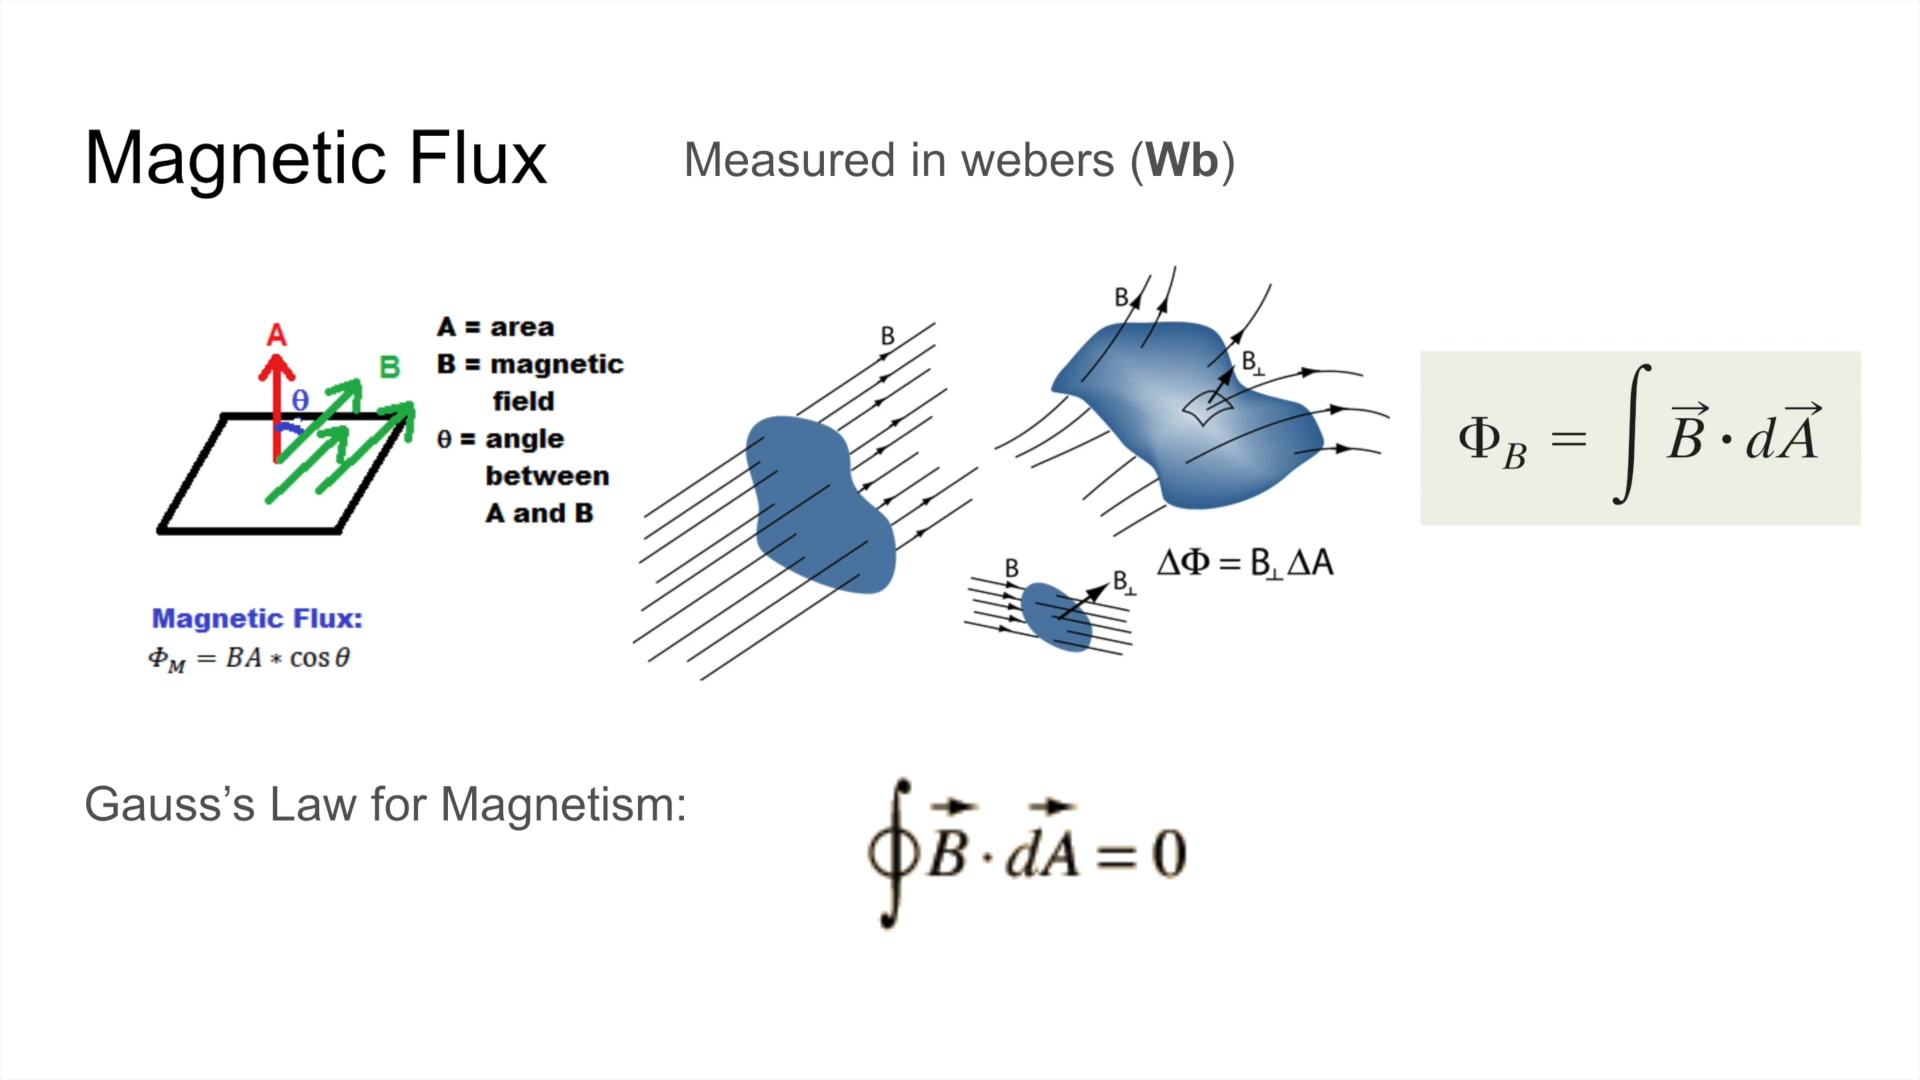 Magnetic Flux
Measured in webers (Wb)
A
B
θ
A = area
B = magnetic
field
θ = angle
between
A and B
Magnetic Flux:
Φ_M = BA * cos θ
B
B
B⊥
B
B⊥
ΔΦ = B⊥ΔA
Φ_B = ∫ B⃗ · dA⃗
Gauss’s Law for Magnetism:
∮ B⃗ · dA⃗ = 0